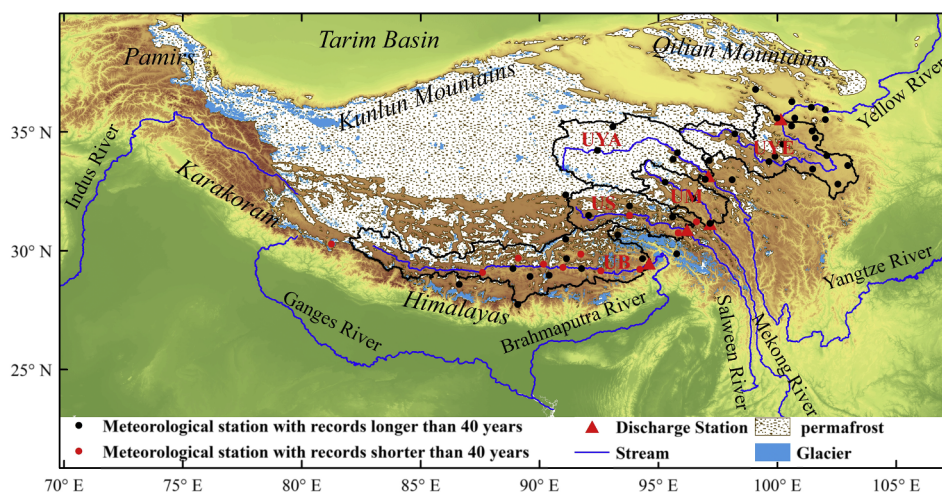 Tarim Basin
Qilian Mountains
Pamirs
Kunlun Mountains
Yellow River
35° N
UYA
UYE
Indus River
Karakoram
UM
US
30° N
UB
Yangtze River
Himalayas
Ganges River
Brahmaputra River
Salween River
Mekong River
25° N
Meteorological station with records longer than 40 years
Discharge Station
permafrost
Meteorological station with records shorter than 40 years
Stream
Glacier
70° E
75° E
80° E
85° E
90° E
95° E
100° E
105° E